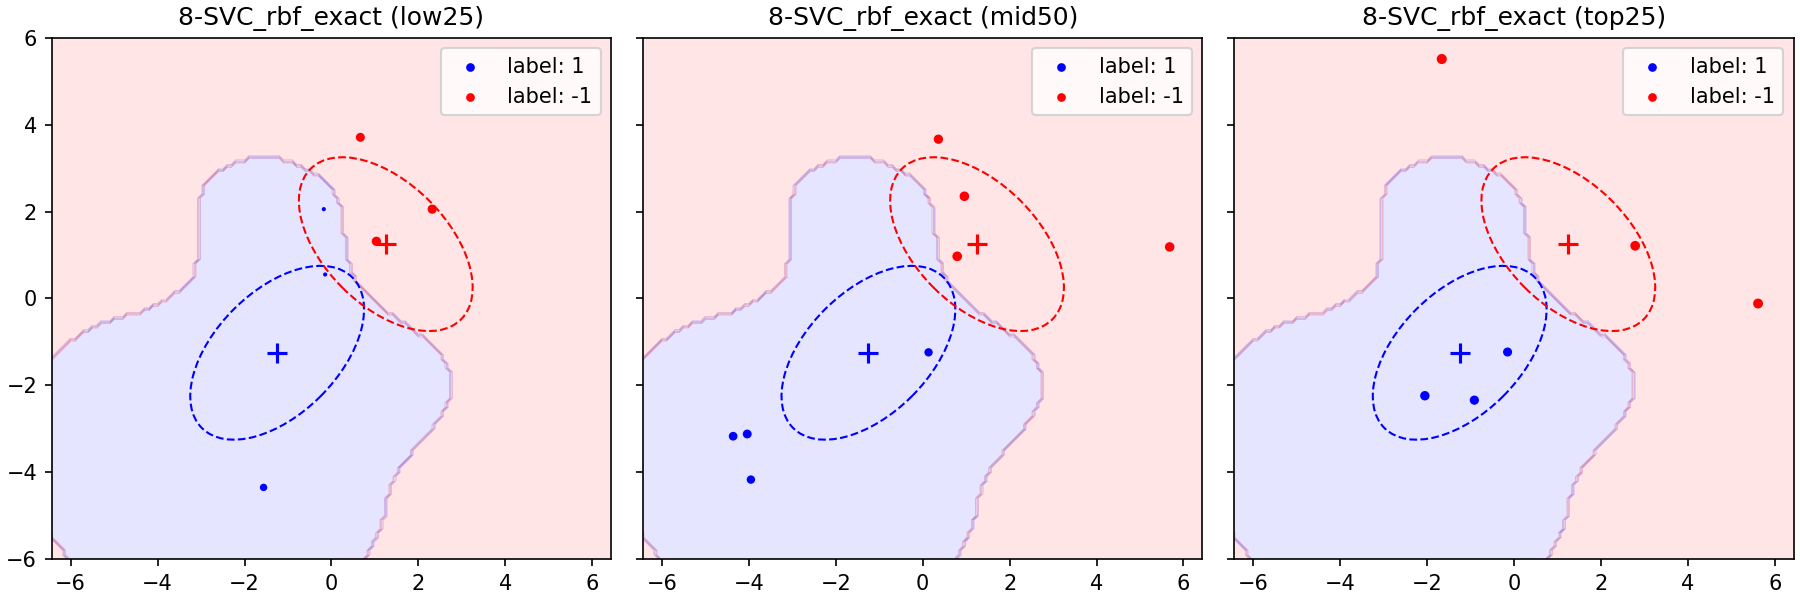 8-SVC_rbf_exact (low25)
label: 1
label: -1
6
4
2
0
−2
−4
−6
−6 −4 −2 0 2 4 6
8-SVC_rbf_exact (mid50)
label: 1
label: -1
−6 −4 −2 0 2 4 6
8-SVC_rbf_exact (top25)
label: 1
label: -1
−6 −4 −2 0 2 4 6